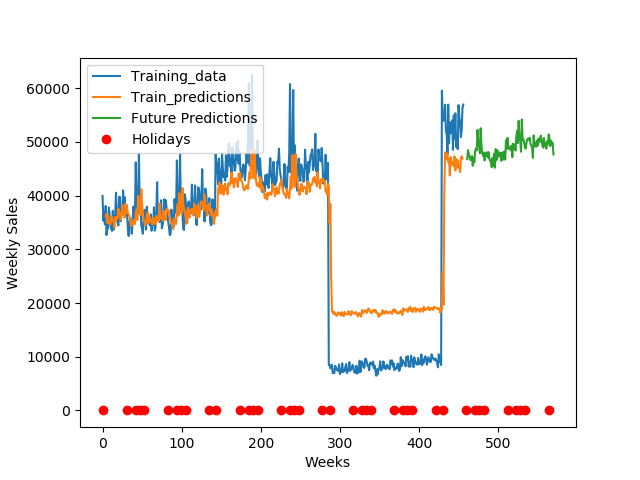 Training_data
Train_predictions
Future Predictions
Holidays
Weekly Sales
60000
50000
40000
30000
20000
10000
0
0 100 200 300 400 500
Weeks